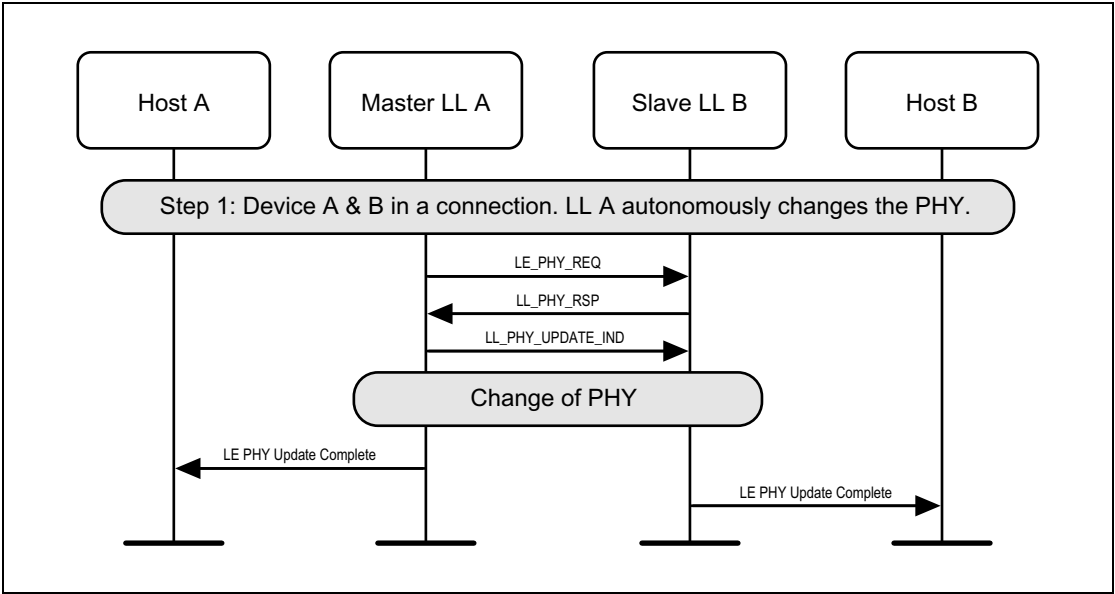 Host A
Master LL A
Slave LL B
Host B
Step 1: Device A & B in a connection. LL A autonomously changes the PHY.
LE_PHY_REQ
LL_PHY_RSP
LL_PHY_UPDATE_IND
Change of PHY
LE PHY Update Complete
LE PHY Update Complete